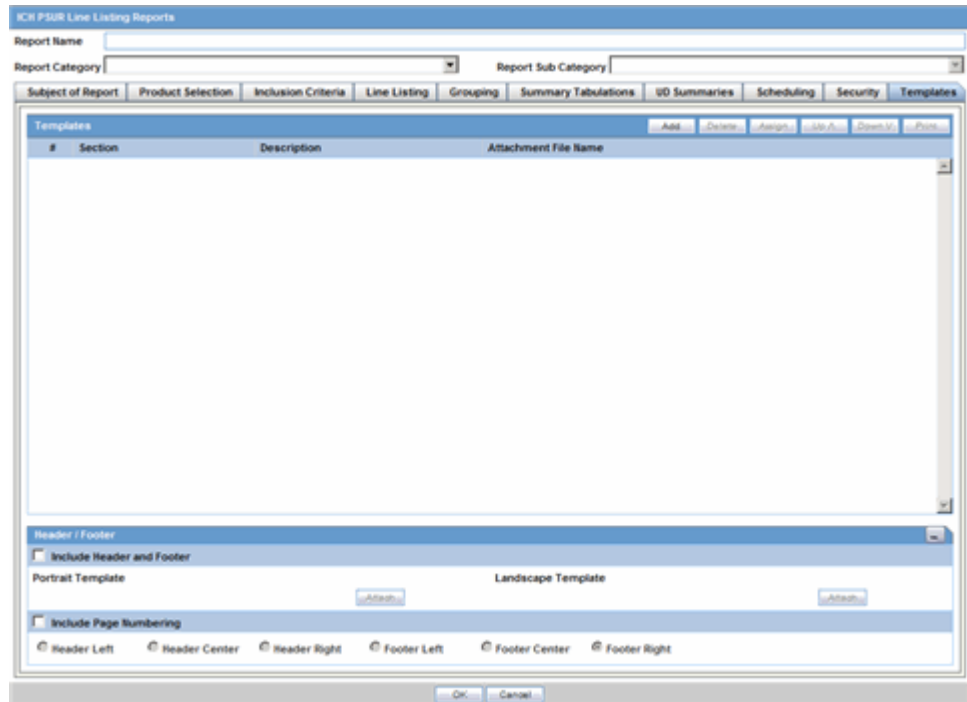 ICH PSUR Line Listing Reports
Report Name
Report Category Report Sub Category
Subject of Report Product Selection Inclusion Criteria Line Listing Grouping Summary Tabulations UD Summaries Scheduling Security Templates
Templates Add Delete Assign Up Λ Down V Print
# Section Description Attachment File Name
Header / Footer
Include Header and Footer
Portrait Template Landscape Template
Attach Attach
Include Page Numbering
Header Left Header Center Header Right Footer Left Footer Center Footer Right
OK Cancel